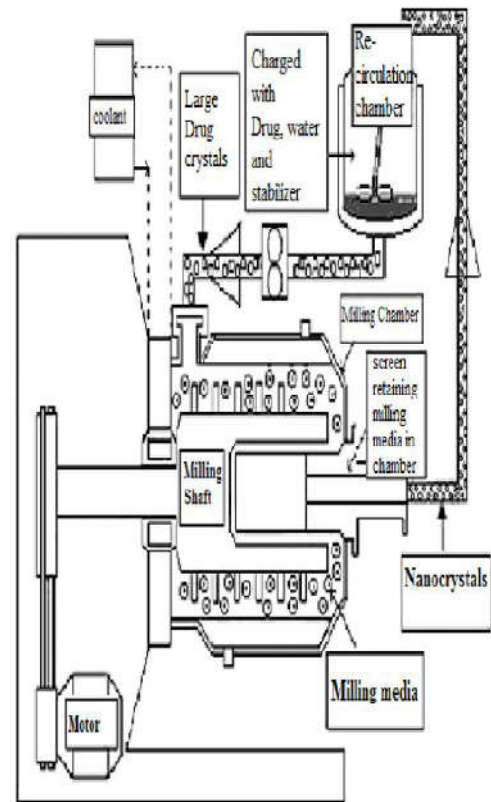 coolant
Large
Drug
crystals
Charged
with
Drug, water
and
stabilizer
Re-
circulation
chamber
Milling Chamber
screen
retaining
milling
media in
chamber
Milling
Shaft
Nanocrystals
Milling media
Motor